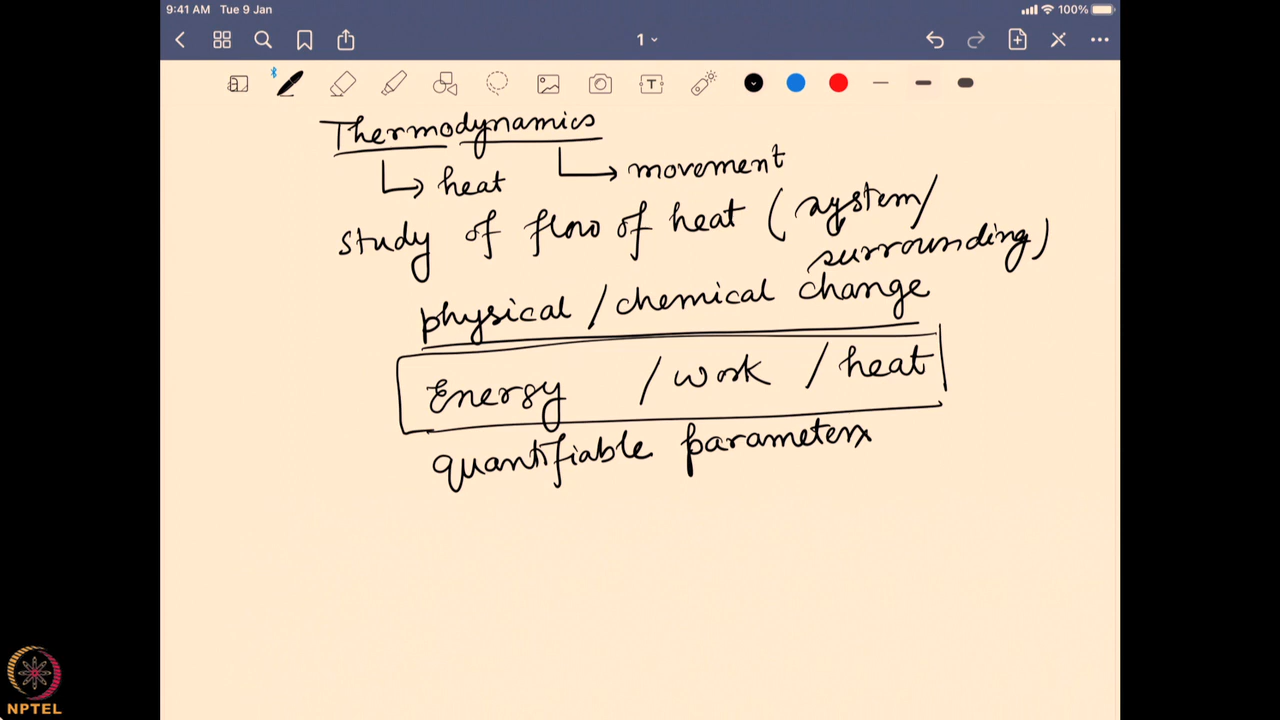 9:41 AM Tue 9 Jan
100%
1
T
Thermodynamics
heat
movement
study of flow of heat (system/
surrounding)
physical / chemical change
Energy / work / heat
quantifiable parameters
NPTEL